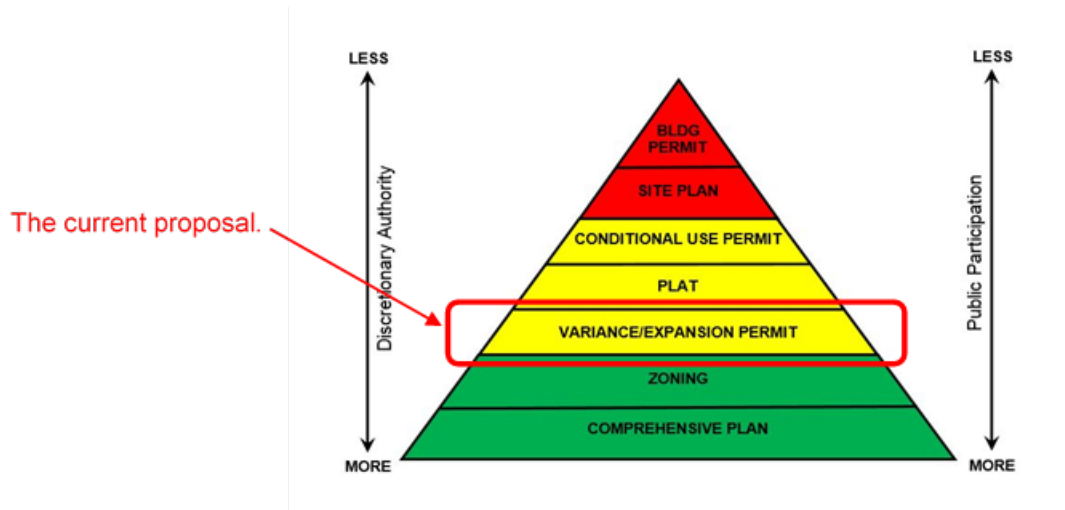 LESS
LESS
BLDG
PERMIT
SITE PLAN
Discretionary Authority
The current proposal.
CONDITIONAL USE PERMIT
Public Participation
PLAT
VARIANCE/EXPANSION PERMIT
ZONING
COMPREHENSIVE PLAN
MORE
MORE